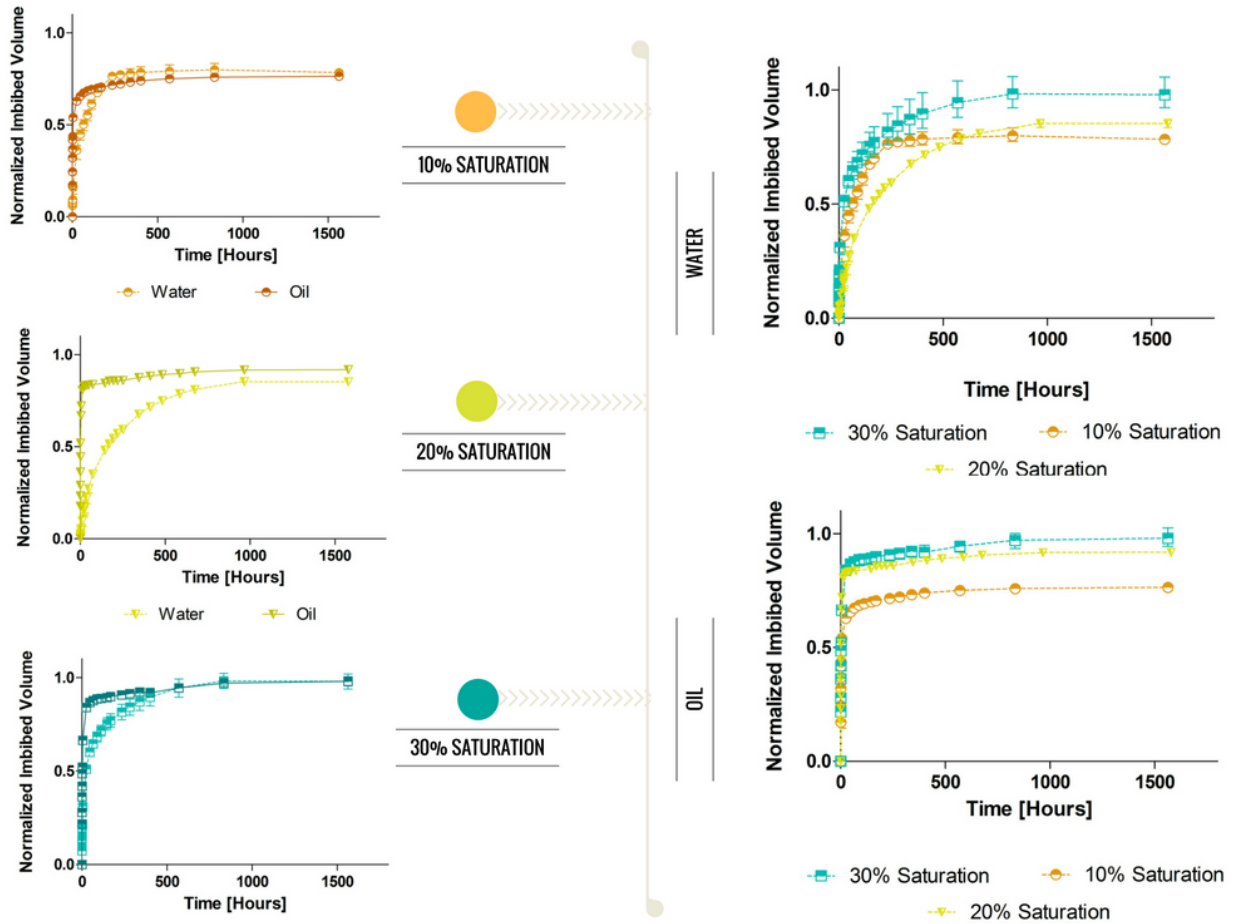 1.0
0.5
0.0
Normalized Imbibed Volume
0 500 1000 1500
Time [Hours]
Water Oil
10% SATURATION
1.0
0.5
0.0
Normalized Imbibed Volume
0 500 1000 1500
Time [Hours]
Water Oil
20% SATURATION
1.0
0.5
0.0
Normalized Imbibed Volume
0 500 1000 1500
Time [Hours]
30% SATURATION
WATER
1.0
0.5
0.0
Normalized Imbibed Volume
0 500 1000 1500
Time [Hours]
30% Saturation 10% Saturation
20% Saturation
OIL
1.0
0.5
0.0
Normalized Imbibed Volume
0 500 1000 1500
Time [Hours]
30% Saturation 10% Saturation
20% Saturation